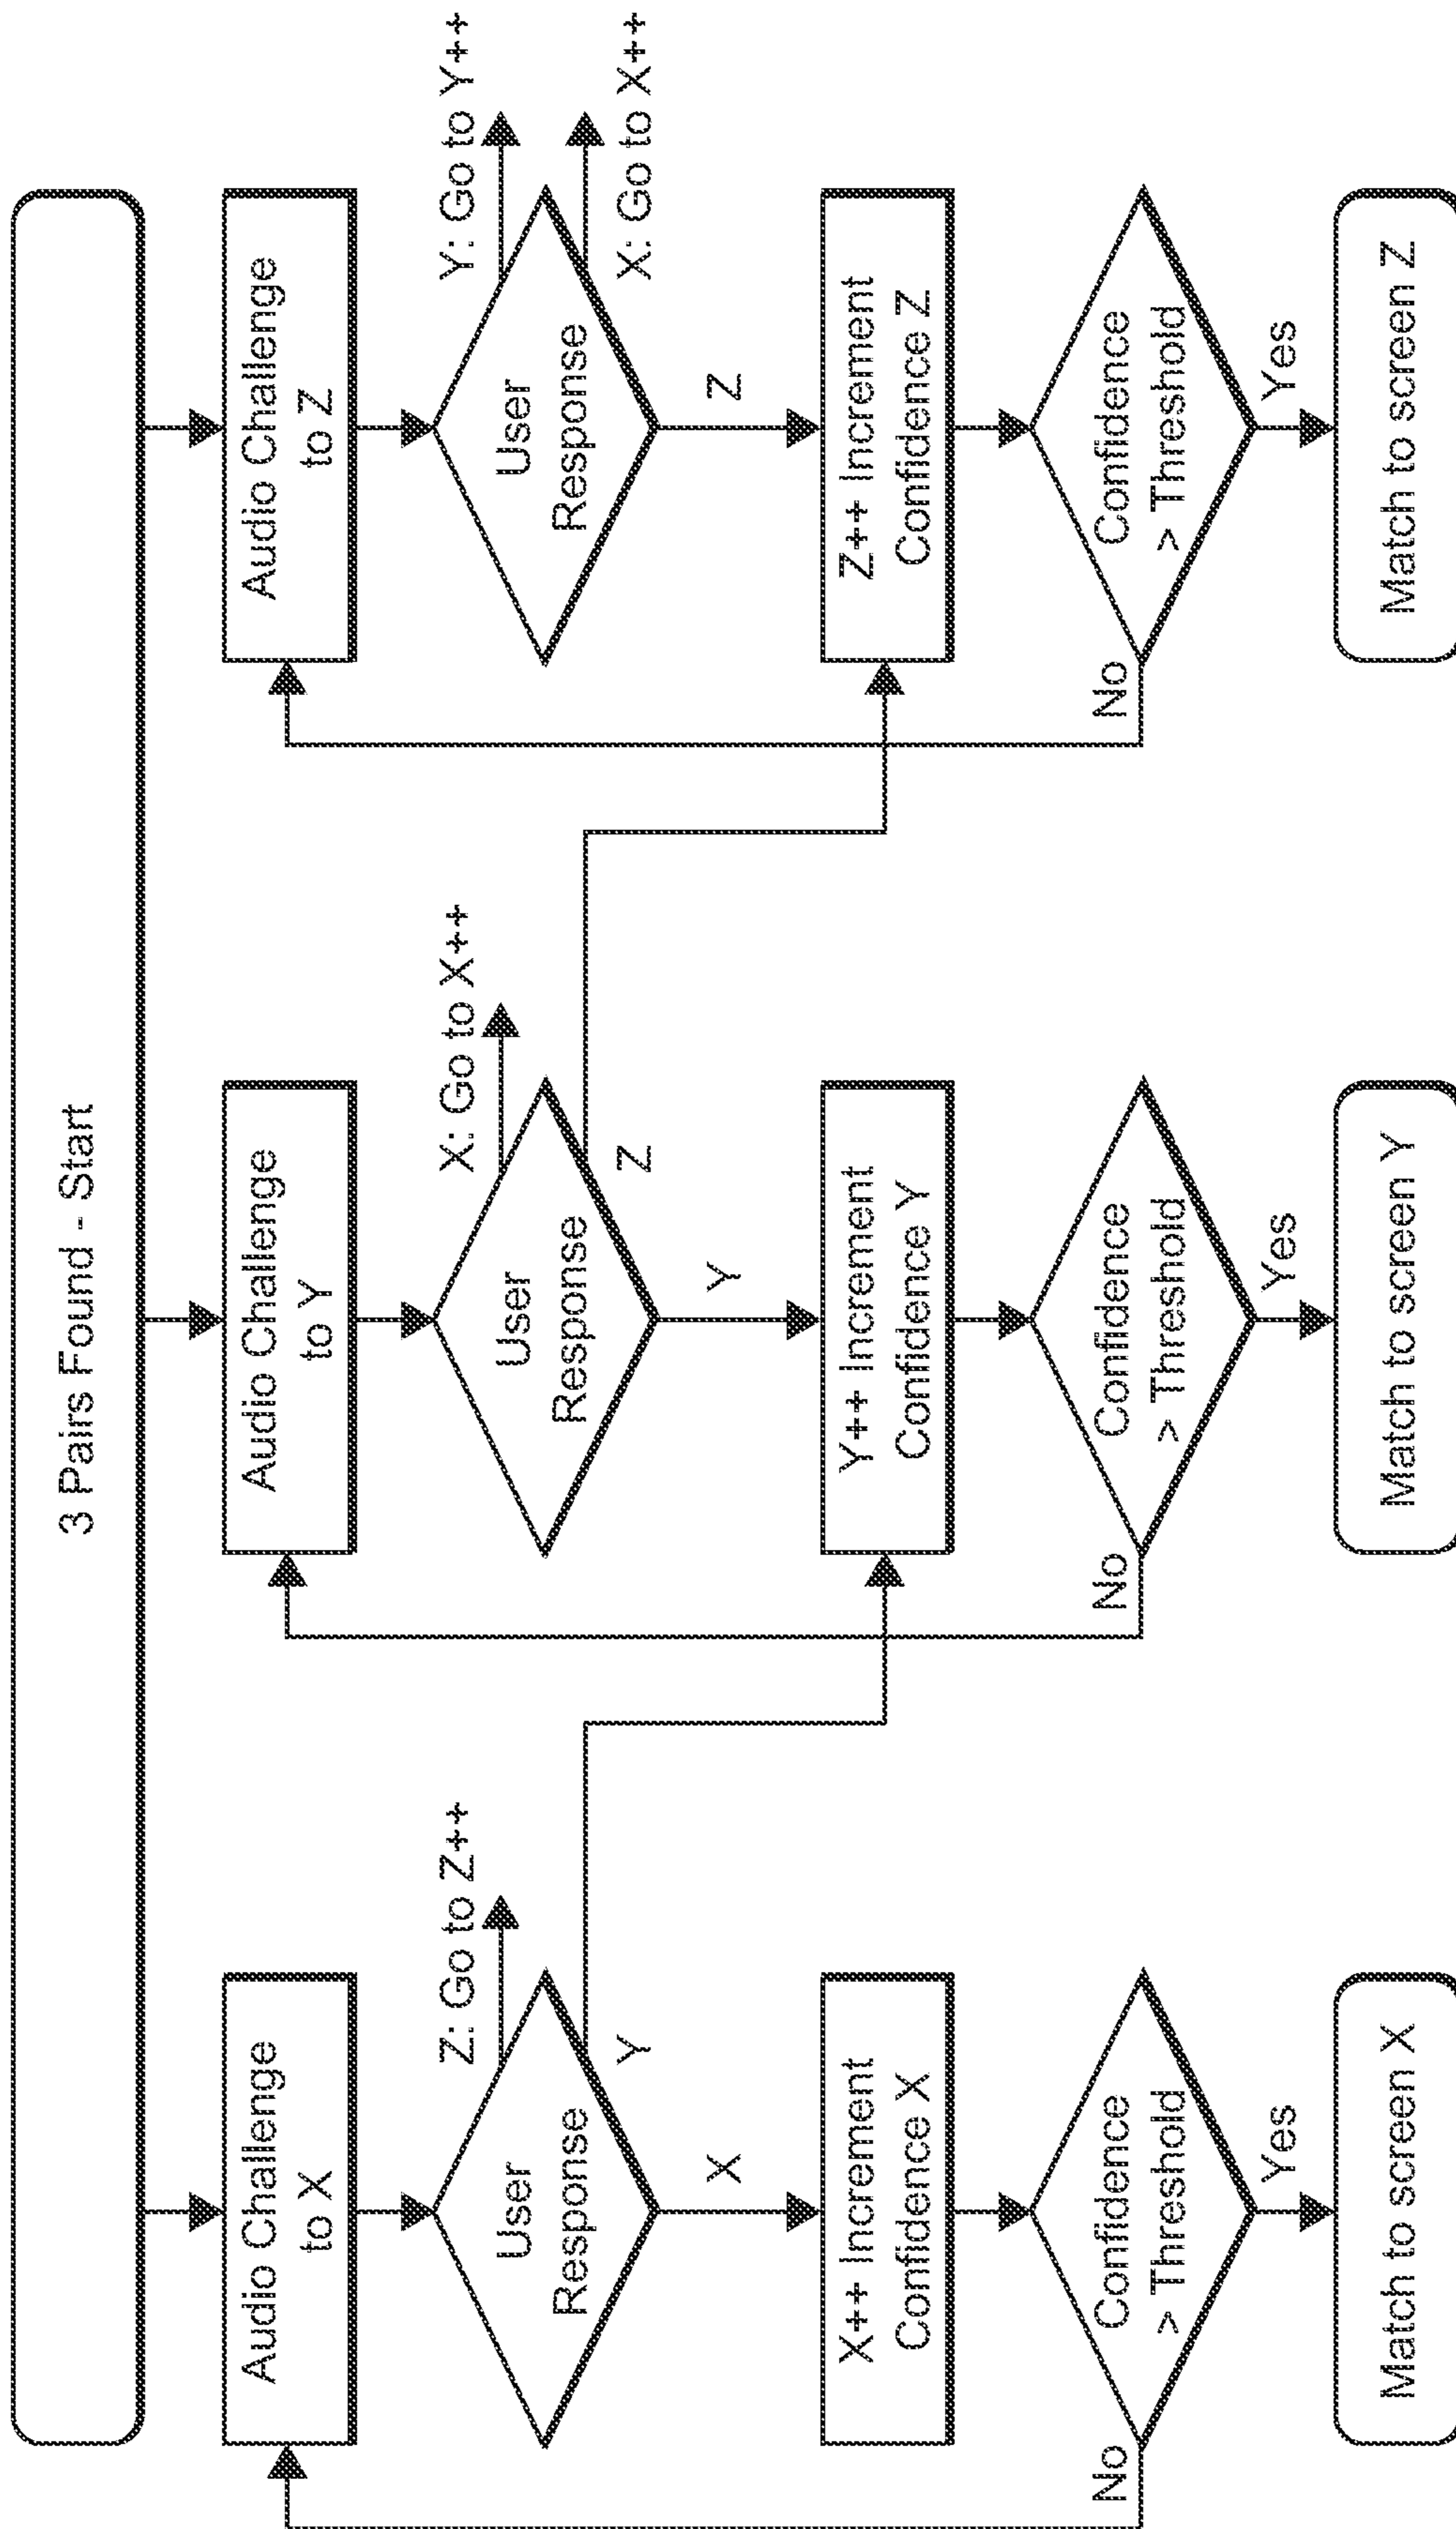 3 Pairs Found - Start
Audio Challenge
to X
User
Response
Z: Go to Z++
Y
X
X++ Increment
Confidence X
Confidence
> Threshold
No
Yes
Match to screen X
Audio Challenge
to Y
User
Response
X: Go to X++
Z
Y
Y++ Increment
Confidence Y
Confidence
> Threshold
No
Yes
Match to screen Y
Audio Challenge
to Z
User
Response
Y: Go to Y++
X: Go to X++
Z
Z++ Increment
Confidence Z
Confidence
> Threshold
No
Yes
Match to screen Z